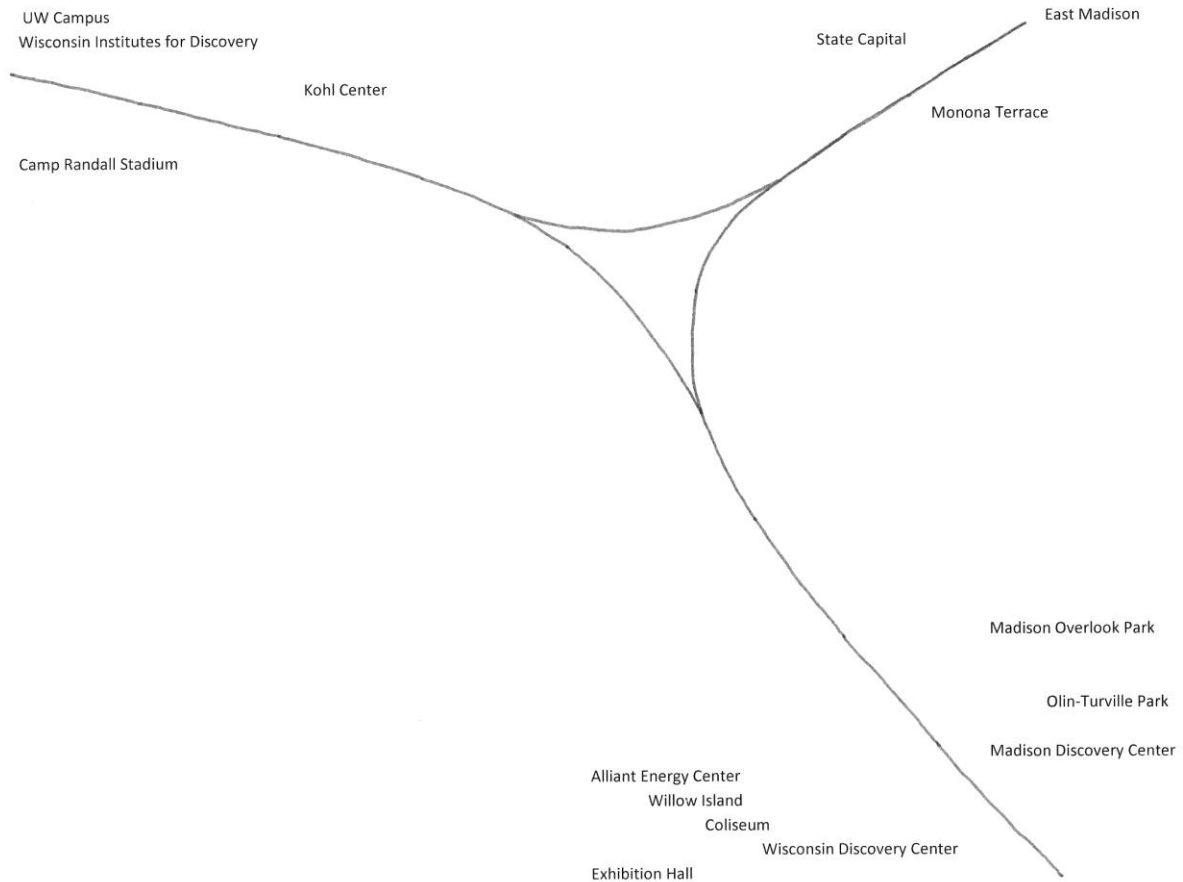 UW Campus
Wisconsin Institutes for Discovery
East Madison
State Capital
Kohl Center
Monona Terrace
Camp Randall Stadium
Madison Overlook Park
Olin-Turville Park
Madison Discovery Center
Alliant Energy Center
Willow Island
Coliseum
Wisconsin Discovery Center
Exhibition Hall